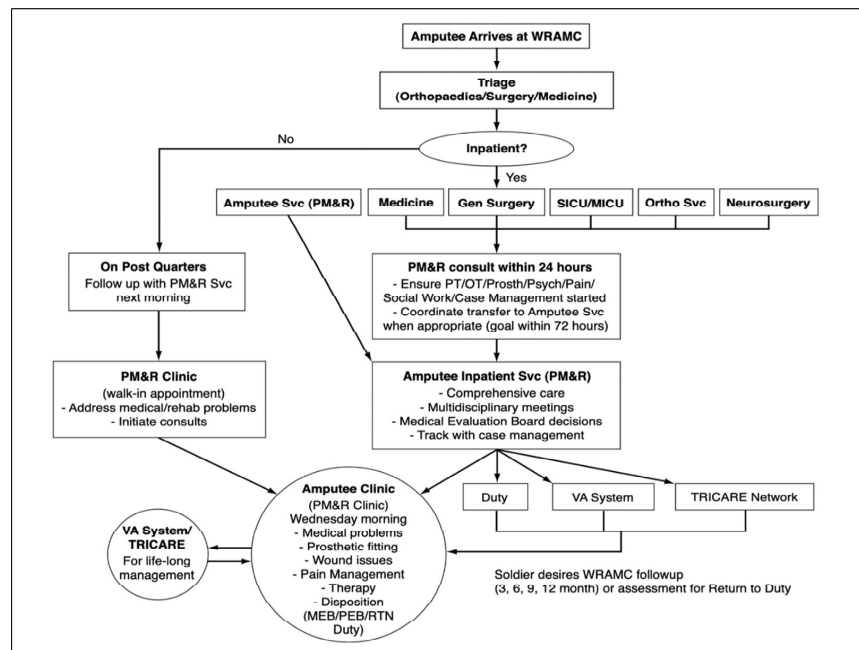 Amputee Arrives at WRAMC
Triage
(Orthopaedics/Surgery/Medicine)
No
Inpatient?
Yes
Amputee Svc (PM&R)
Medicine
Gen Surgery
SICU/MICU
Ortho Svc
Neurosurgery
On Post Quarters
Follow up with PM&R Svc
next morning
PM&R consult within 24 hours
- Ensure PT/OT/Prosth/Psych/Pain/
Social Work/Case Management started
- Coordinate transfer to Amputee Svc
when appropriate (goal within 72 hours)
PM&R Clinic
(walk-in appointment)
- Address medical/rehab problems
- Initiate consults
Amputee Inpatient Svc (PM&R)
- Comprehensive care
- Multidisciplinary meetings
- Medical Evaluation Board decisions
- Track with case management
Duty
VA System
TRICARE Network
Amputee Clinic
(PM&R Clinic)
Wednesday morning
- Medical problems
- Prosthetic fitting
- Wound issues
- Pain Management
- Therapy
- Disposition
(MEB/PEB/RTN
Duty)
VA System/
TRICARE
For life-long
management
Soldier desires WRAMC followup
(3, 6, 9, 12 month) or assessment for Return to Duty